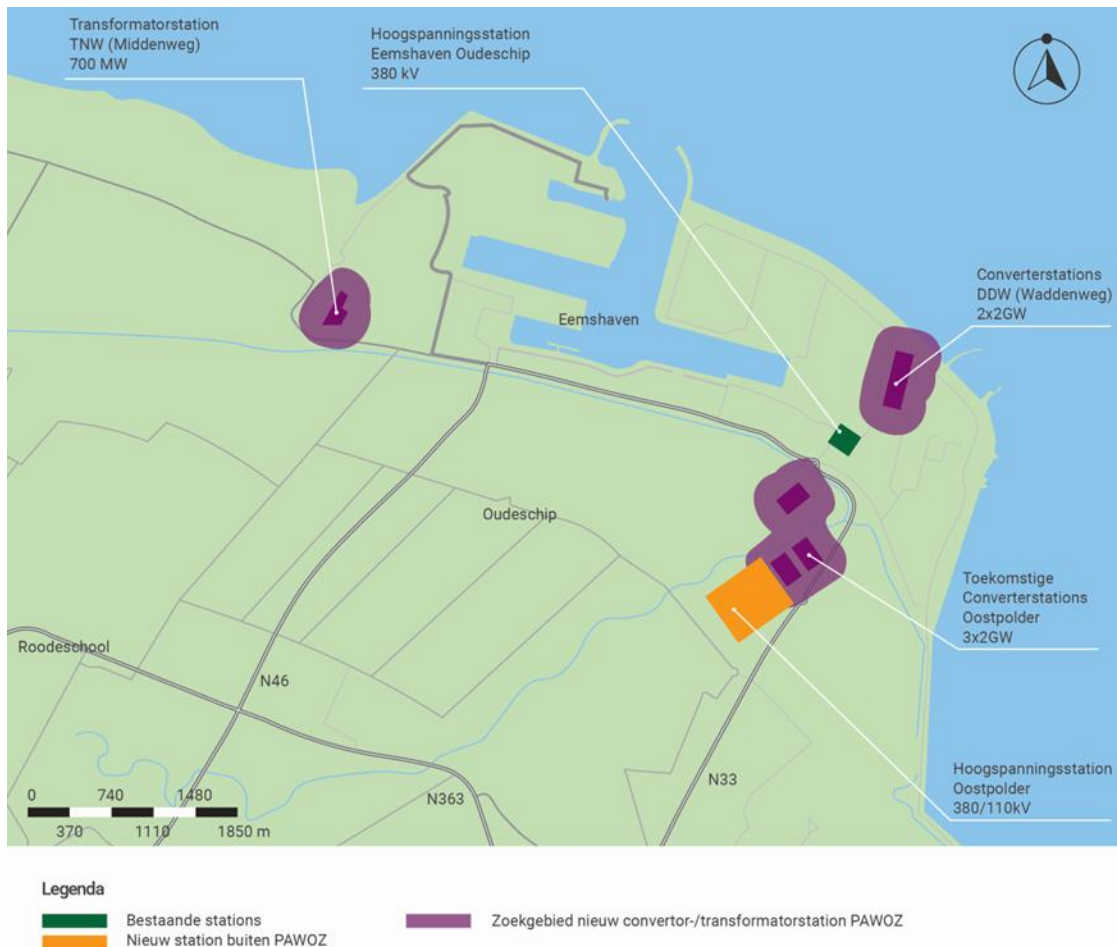 Transformatorstation
TNW (Middenweg)
700 MW
Hoogspanningsstation
Eemshaven Oudeschip
380 kV
Converterstations
DDW (Waddenweg)
2x2GW
Eemshaven
Oudeschip
Toekomstige
Converterstations
Oostpolder
3x2GW
Roodeschool
N46
N33
N363
Hoogspanningsstation
Oostpolder
380/110kV
0 740 1480
370 1110 1850 m
Legenda
Bestaande stations
Zoekgebied nieuw convertor-/transformatorstation PAWOZ
Nieuw station buiten PAWOZ